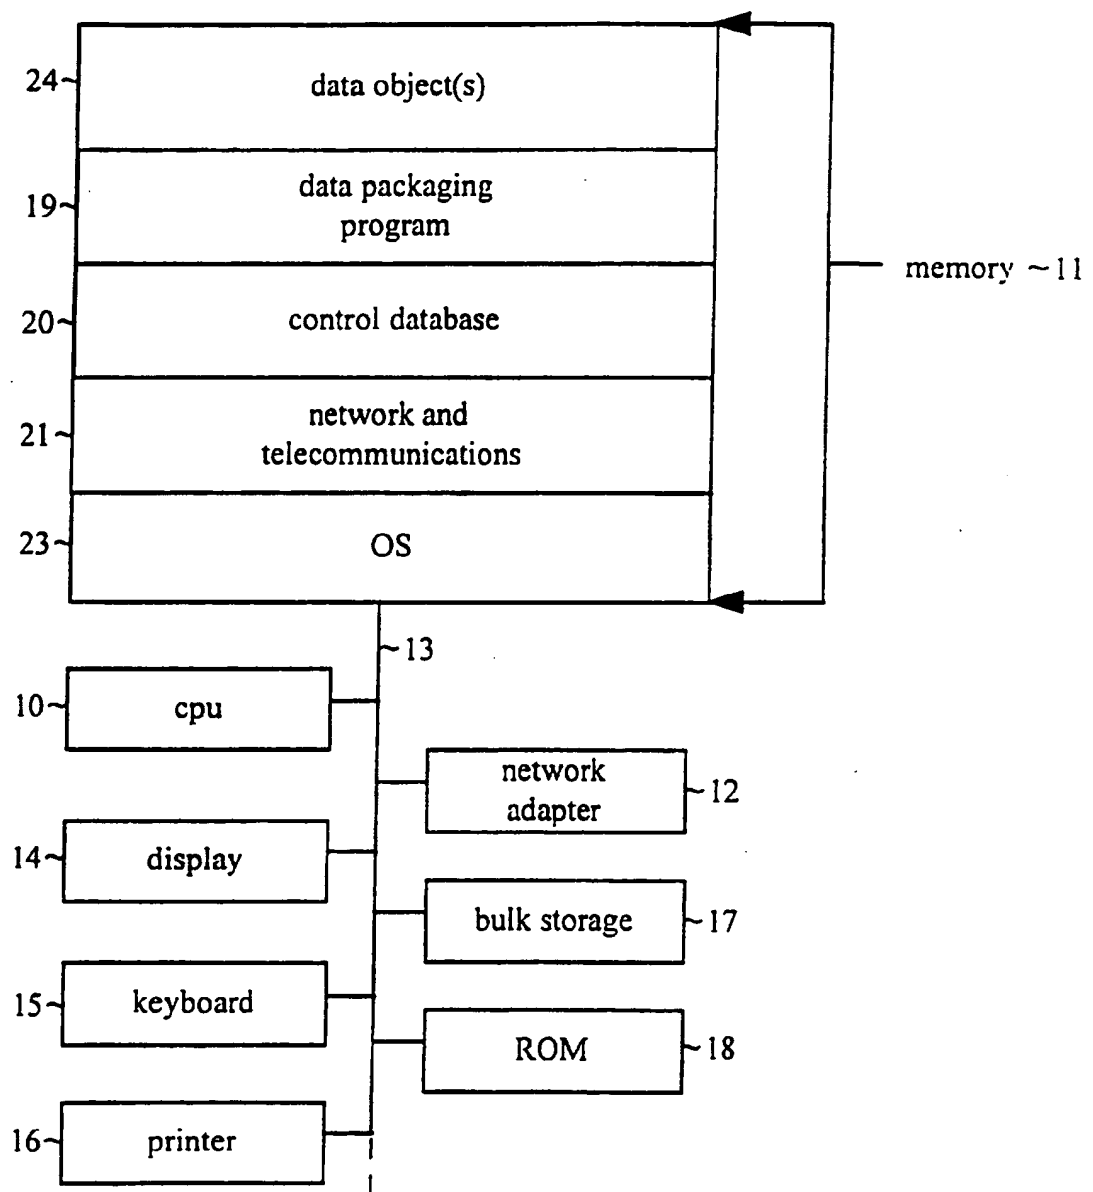 24~
data object(s)
19~
data packaging
program
memory ~11
20~
control database
21~
network and
telecommunications
23~
OS
~13
10~
cpu
network
adapter
~12
14~
display
bulk storage
~17
15~
keyboard
ROM
~18
16~
printer